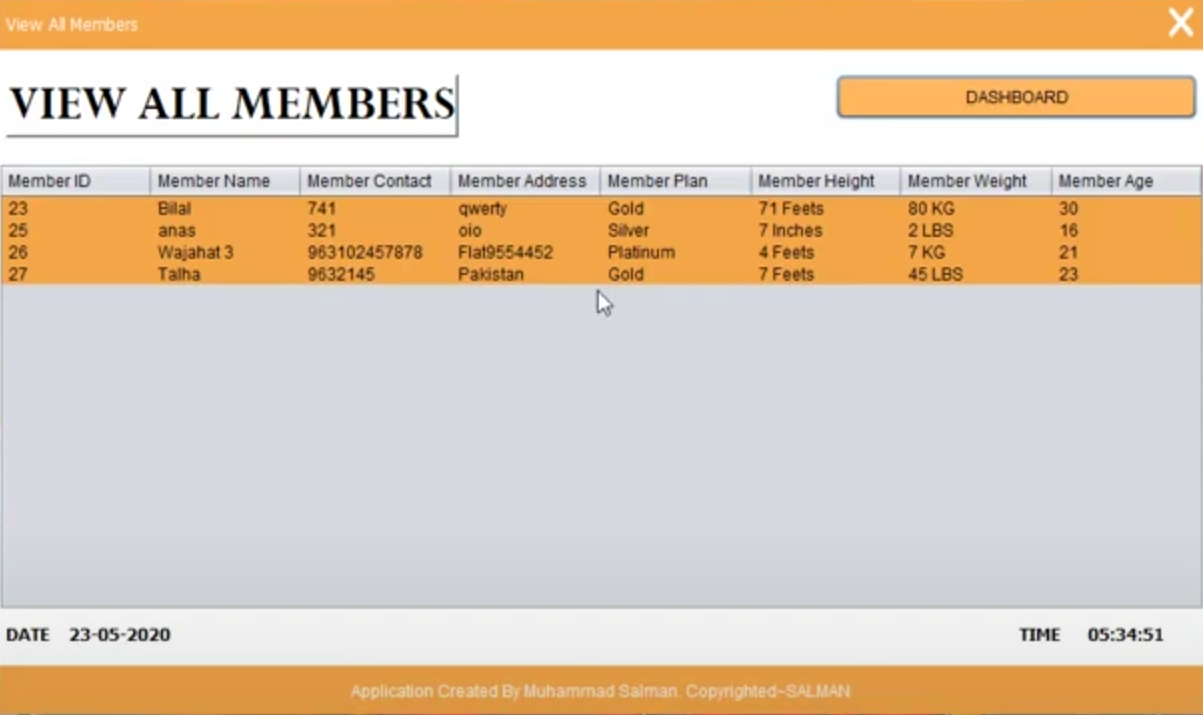 View All Members
VIEW ALL MEMBERS
DASHBOARD
Member ID Member Name Member Contact Member Address Member Plan Member Height Member Weight Member Age
23 Bilal 741 qwerty Gold 71 Feets 80 KG 30
25 anas 321 oio Silver 7 Inches 2 LBS 16
26 Wajahat 3 963102457878 Flat9554452 Platinum 4 Feets 7 KG 21
27 Talha 9632145 Pakistan Gold 7 Feets 45 LBS 23
DATE 23-05-2020 TIME 05:34:51
Application Created By Muhammad Salman. Copyrighted~SALMAN